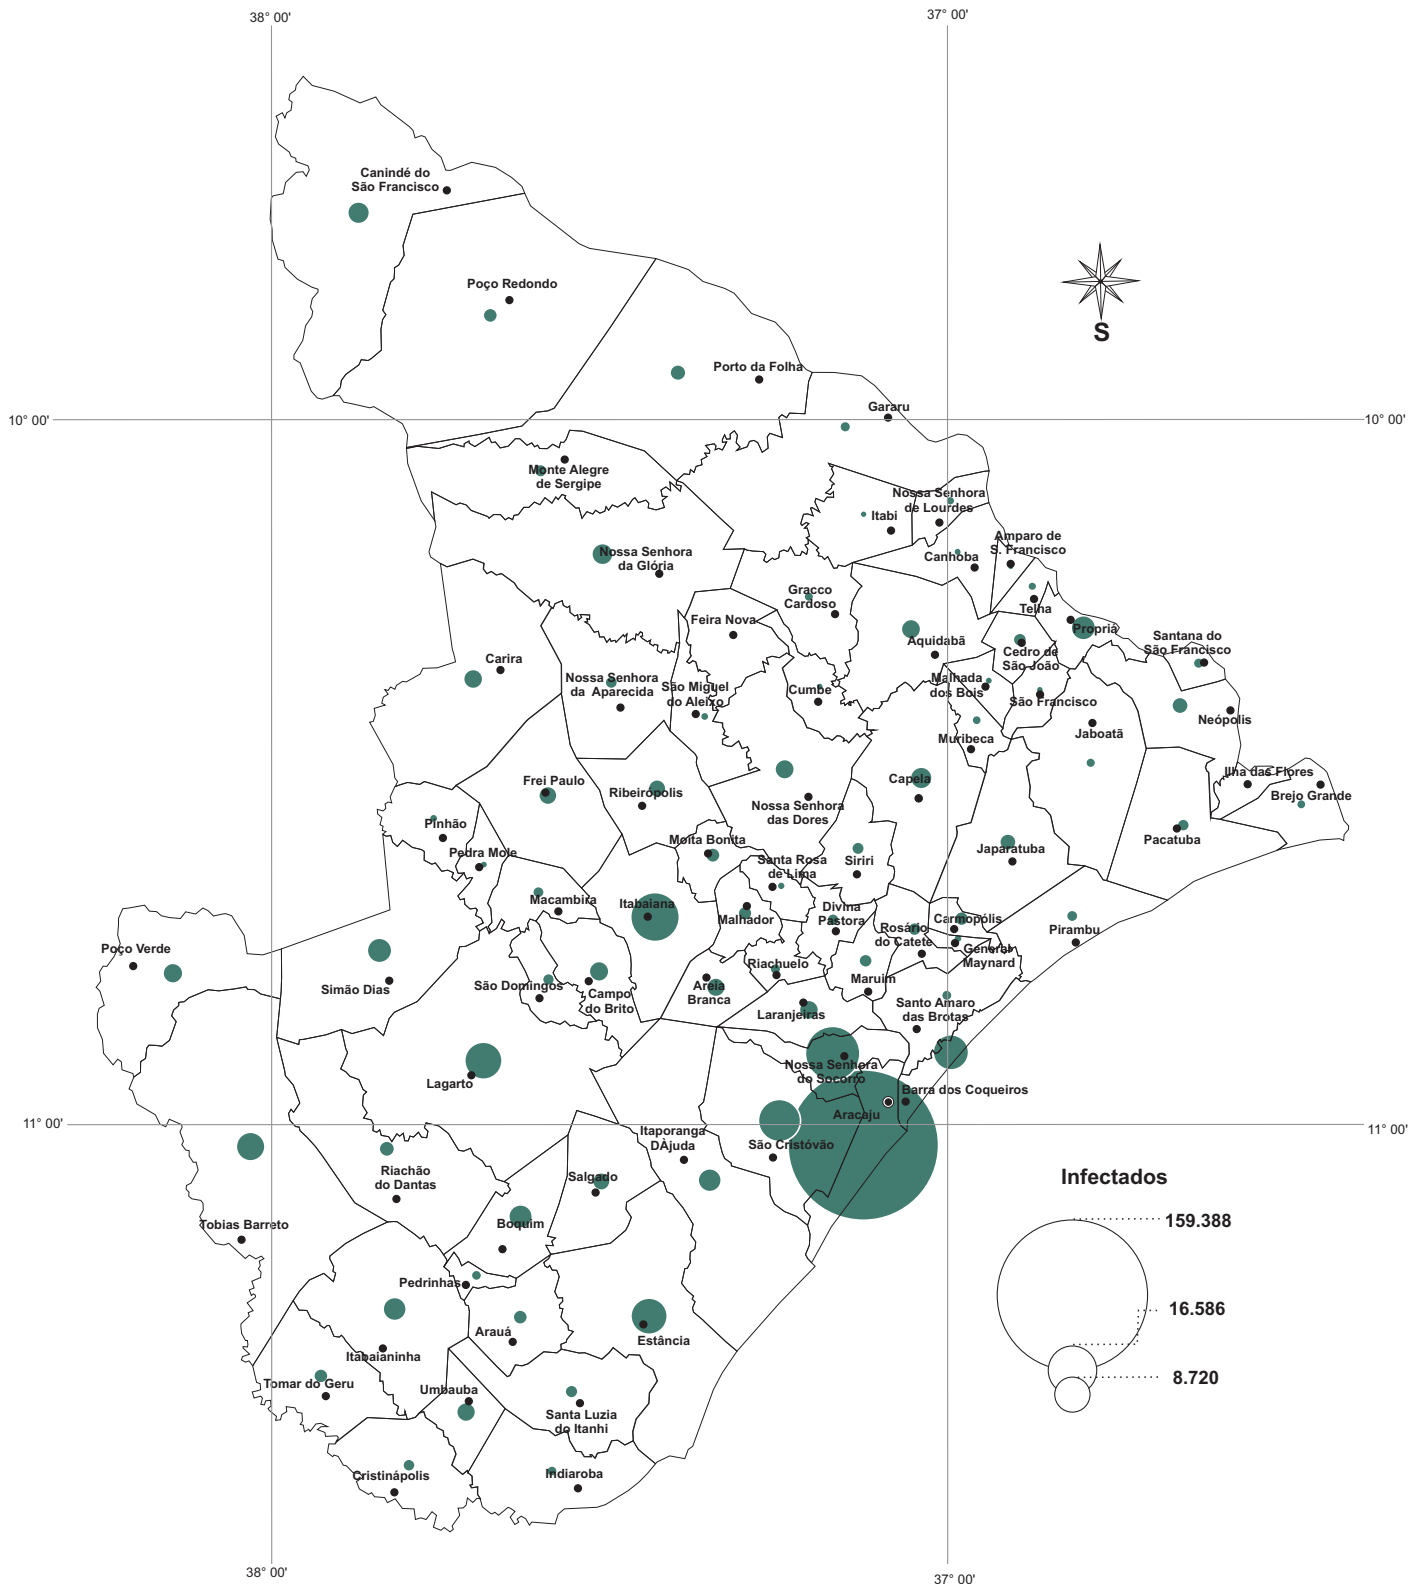 38° 00'
37° 00'
Canindé do
São Francisco
Poço Redondo
S
Porto da Folha
Gararu
10° 00'
10° 00'
Monte Alegre
de Sergipe
Nossa Senhora
de Lourdes
Itabi
Amparo de
S. Francisco
Canhoba
Nossa Senhora
da Glória
Gracco
Cardoso
Telha
Feira Nova
Propriá
Santana do
São Francisco
Aquidabã
Cedro de
São João
Carira
Nossa Senhora
da Aparecida
São Miguel
do Aleixo
Cumbe
Malhada
dos Bois
São Francisco
Neópolis
Jaboatã
Muribeca
Ilha das Flores
Brejo Grande
Frei Paulo
Ribeirópolis
Capela
Nossa Senhora
das Dores
Pinhão
Pedra Mole
Moita Bonita
Santa Rosa
de Lima
Siriri
Japaratuba
Pacatuba
Macambira
Itabaiana
Malhador
Divina
Pastora
Rosário
do Catete
Carmopólis
General
Maynard
Pirambu
Poço Verde
Simão Dias
São Domingos
Campo
do Brito
Areia
Branca
Riachuelo
Maruim
Laranjeiras
Santo Amaro
das Brotas
Lagarto
Nossa Senhora
do Socorro
Barra dos Coqueiros
Aracaju
11° 00'
11° 00'
Itaporanga
DÀjuda
São Cristóvão
Riachão
do Dantas
Salgado
Infectados
159.388
16.586
8.720
Tobias Barreto
Boquim
Pedrinhas
Arauá
Estância
Itabaianinha
Tomar do Geru
Umbauba
Santa Luzia
do Itanhi
Cristinápolis
Indiaroba
38° 00'
37° 00'